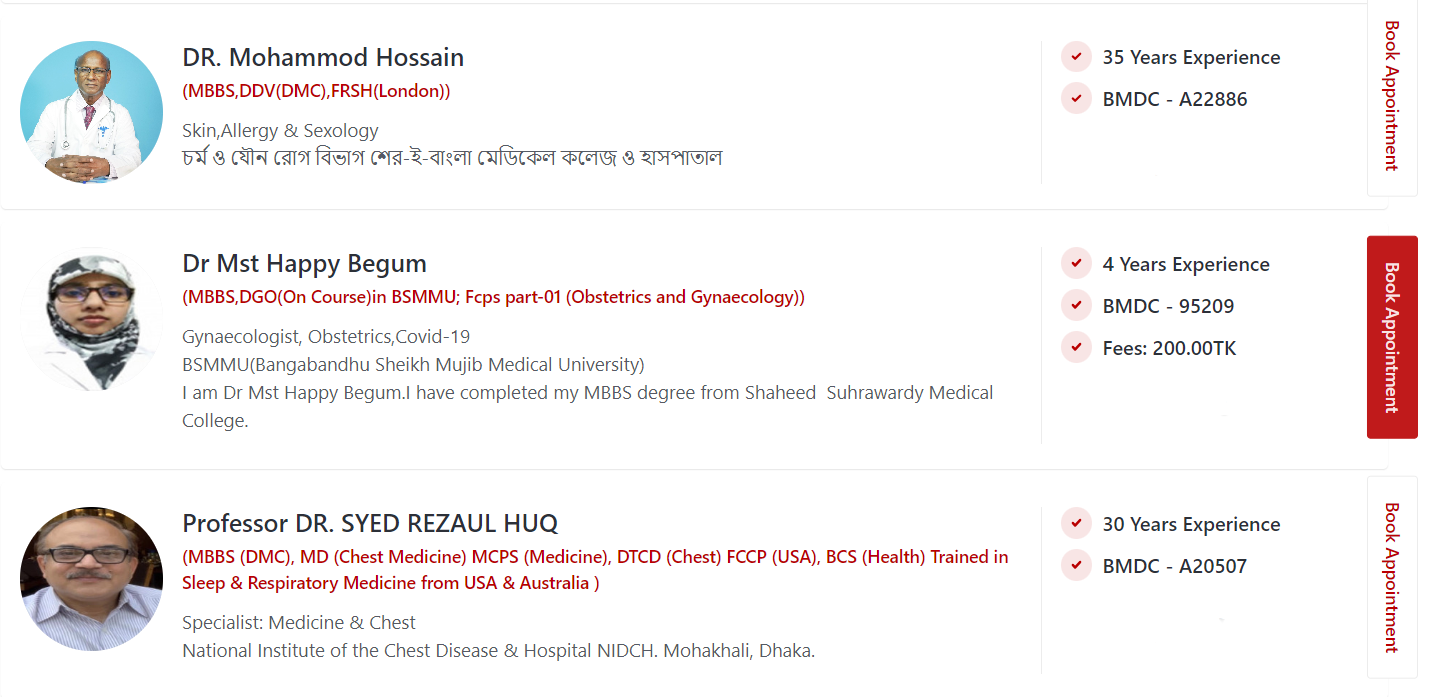 DR. Mohammod Hossain
(MBBS,DDV(DMC),FRSH(London))
Skin,Allergy & Sexology
চর্ম ও যৌন রোগ বিভাগ শের-ই-বাংলা মেডিকেল কলেজ ও হাসপাতাল
35 Years Experience
BMDC - A22886
Book Appointment
Dr Mst Happy Begum
(MBBS,DGO(On Course)in BSMMU; Fcps part-01 (Obstetrics and Gynaecology))
Gynaecologist, Obstetrics,Covid-19
BSMMU(Bangabandhu Sheikh Mujib Medical University)
I am Dr Mst Happy Begum.I have completed my MBBS degree from Shaheed  Suhrawardy Medical
College.
4 Years Experience
BMDC - 95209
Fees: 200.00TK
Book Appointment
Professor DR. SYED REZAUL HUQ
(MBBS (DMC), MD (Chest Medicine) MCPS (Medicine), DTCD (Chest) FCCP (USA), BCS (Health) Trained in
Sleep & Respiratory Medicine from USA & Australia )
Specialist: Medicine & Chest
National Institute of the Chest Disease & Hospital NIDCH. Mohakhali, Dhaka.
30 Years Experience
BMDC - A20507
Book Appointment